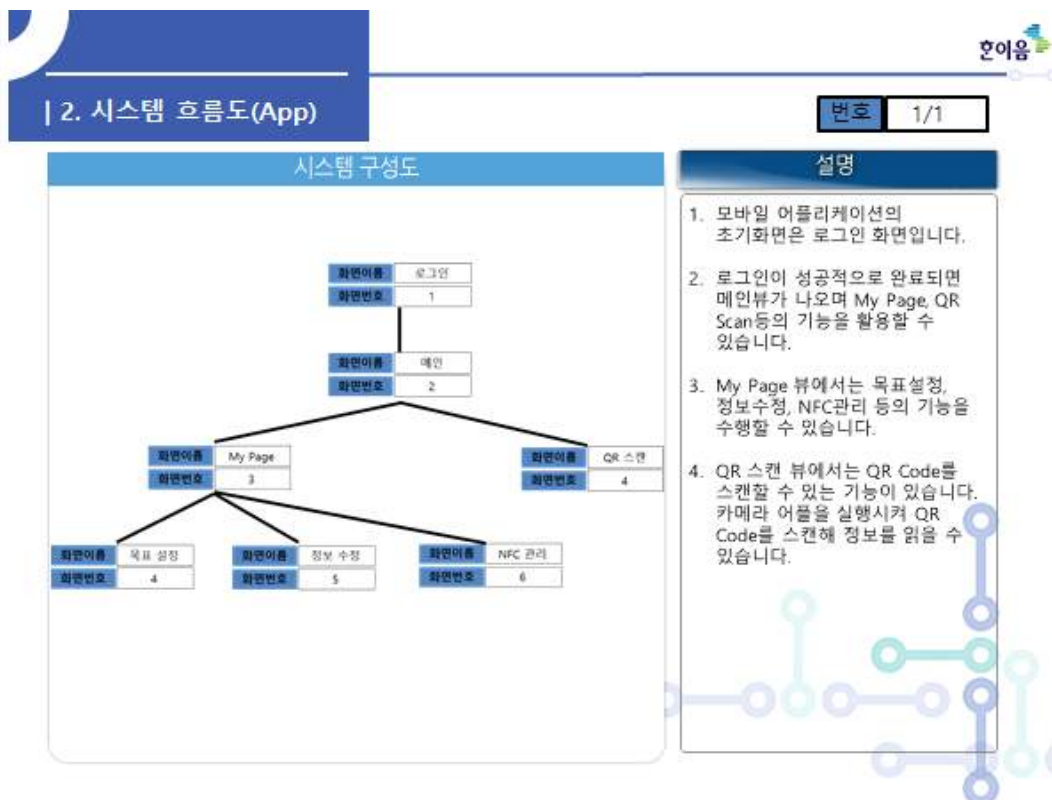 한이음
| 2. 시스템 흐름도(App)
번호 1/1
시스템 구성도
화면이름 로그인
화면번호 1
화면이름 메인
화면번호 2
화면이름 My Page
화면번호 3
화면이름 QR 스캔
화면번호 4
화면이름 목표 설정
화면번호 4
화면이름 정보 수정
화면번호 5
화면이름 NFC 관리
화면번호 6
설명
1. 모바일 어플리케이션의
초기화면은 로그인 화면입니다.
2. 로그인이 성공적으로 완료되면
메인뷰가 나오며 My Page, QR
Scan등의 기능을 활용할 수
있습니다.
3. My Page 뷰에서는 목표설정,
정보수정, NFC관리 등의 기능을
수행할 수 있습니다.
4. QR 스캔 뷰에서는 QR Code를
스캔할 수 있는 기능이 있습니다.
카메라 어플을 실행시켜 QR
Code를 스캔해 정보를 읽을 수
있습니다.